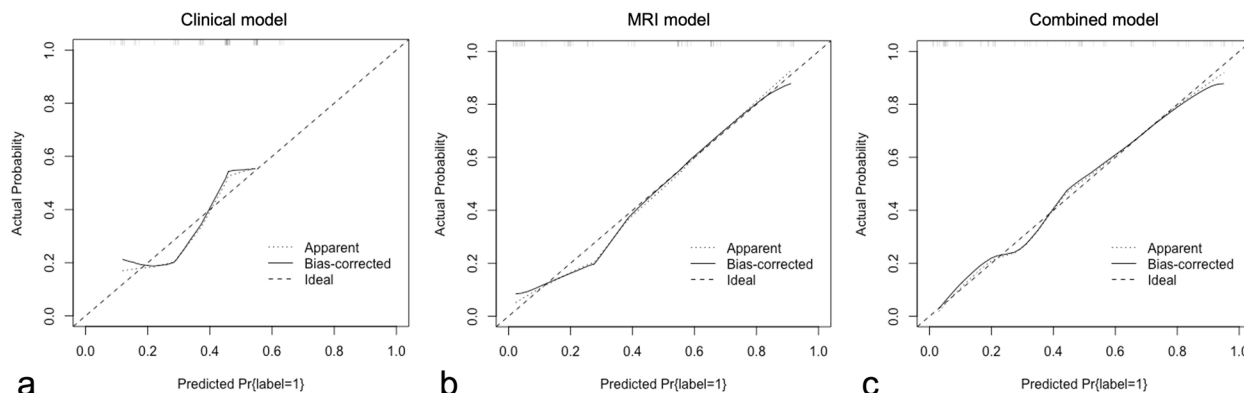 Clinical model
Actual Probability
1.0
0.8
0.6
0.4
0.2
0.0
Apparent
Bias-corrected
Ideal
0.0 0.2 0.4 0.6 0.8 1.0
a
Predicted Pr{label=1}
MRI model
Actual Probability
1.0
0.8
0.6
0.4
0.2
0.0
Apparent
Bias-corrected
Ideal
0.0 0.2 0.4 0.6 0.8 1.0
b
Predicted Pr{label=1}
Combined model
Actual Probability
1.0
0.8
0.6
0.4
0.2
0.0
Apparent
Bias-corrected
Ideal
0.0 0.2 0.4 0.6 0.8 1.0
c
Predicted Pr{label=1}